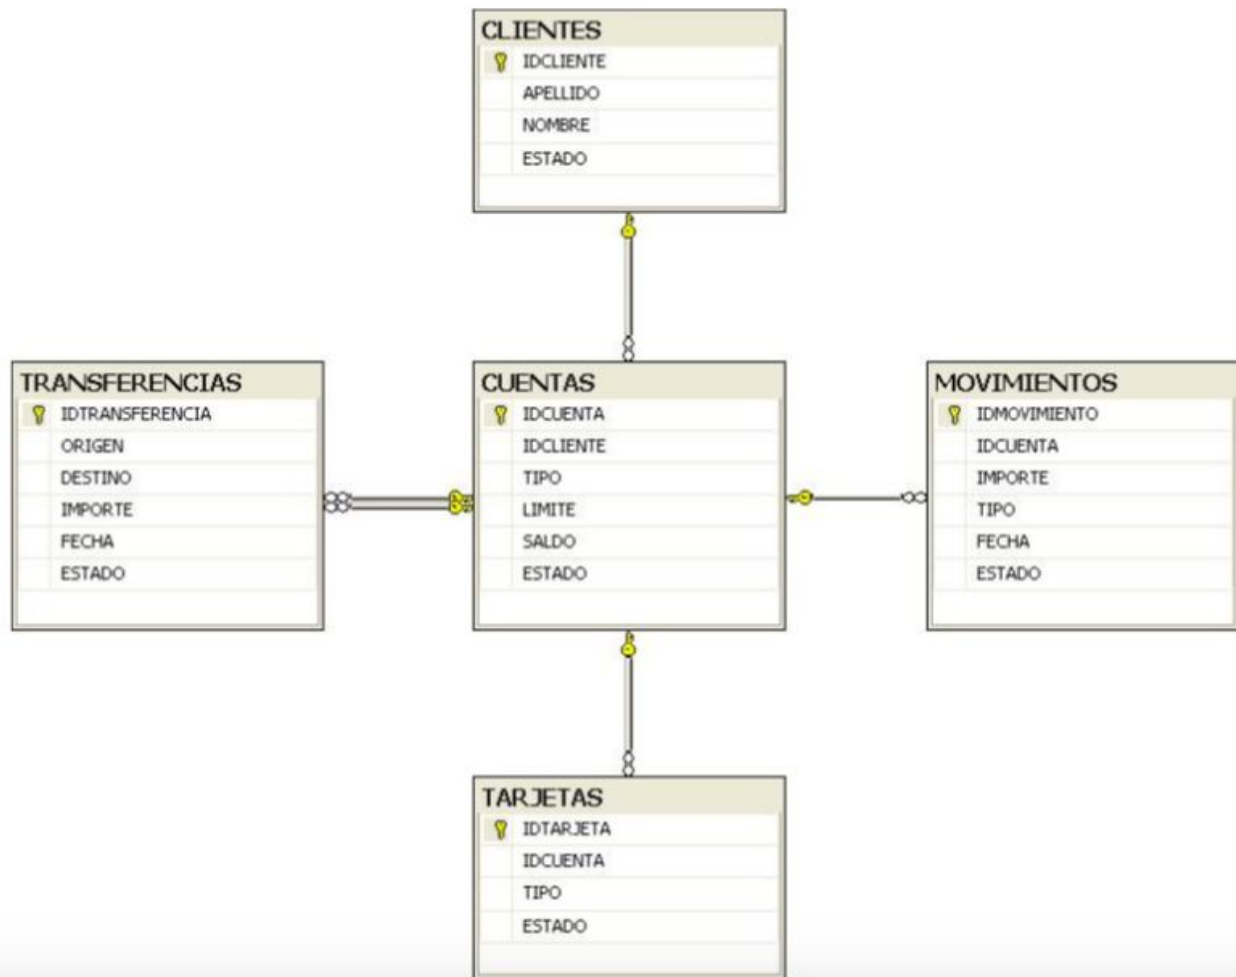 CLIENTES
IDCLIENTE
APELLIDO
NOMBRE
ESTADO
TRANSFERENCIAS
IDTRANSFERENCIA
ORIGEN
DESTINO
IMPORTE
FECHA
ESTADO
CUENTAS
IDCUENTA
IDCLIENTE
TIPO
LIMITE
SALDO
ESTADO
MOVIMIENTOS
IDMOVIMIENTO
IDCUENTA
IMPORTE
TIPO
FECHA
ESTADO
TARJETAS
IDTARJETA
IDCUENTA
TIPO
ESTADO